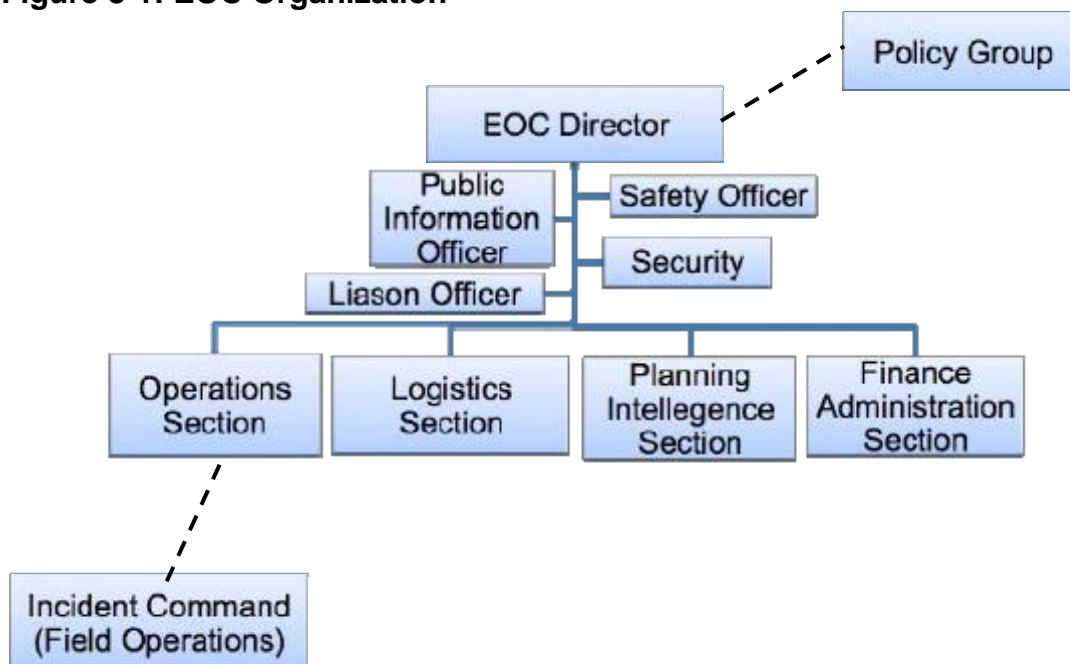 Figure 3-1: EOC Organization
Policy Group
EOC Director
Public
Information
Officer
Safety Officer
Security
Liason Officer
Operations
Section
Logistics
Section
Planning
Intellegence
Section
Finance
Administration
Section
Incident Command
(Field Operations)